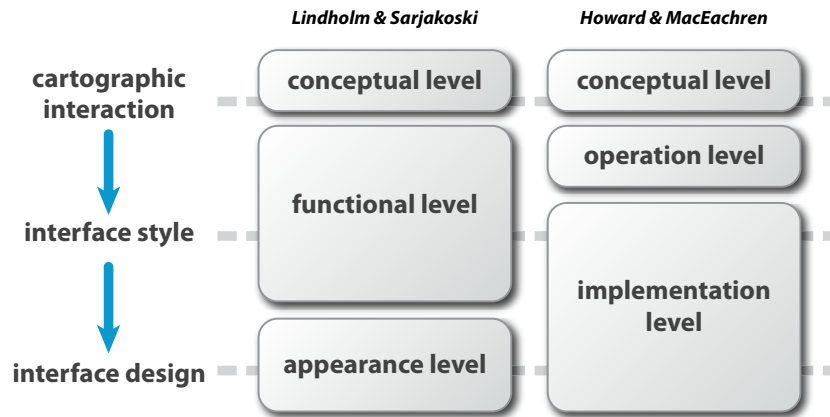 Lindholm & Sarjakoski
Howard & MacEachren
cartographic
interaction
conceptual level
conceptual level
operation level
interface style
functional level
implementation
level
interface design
appearance level